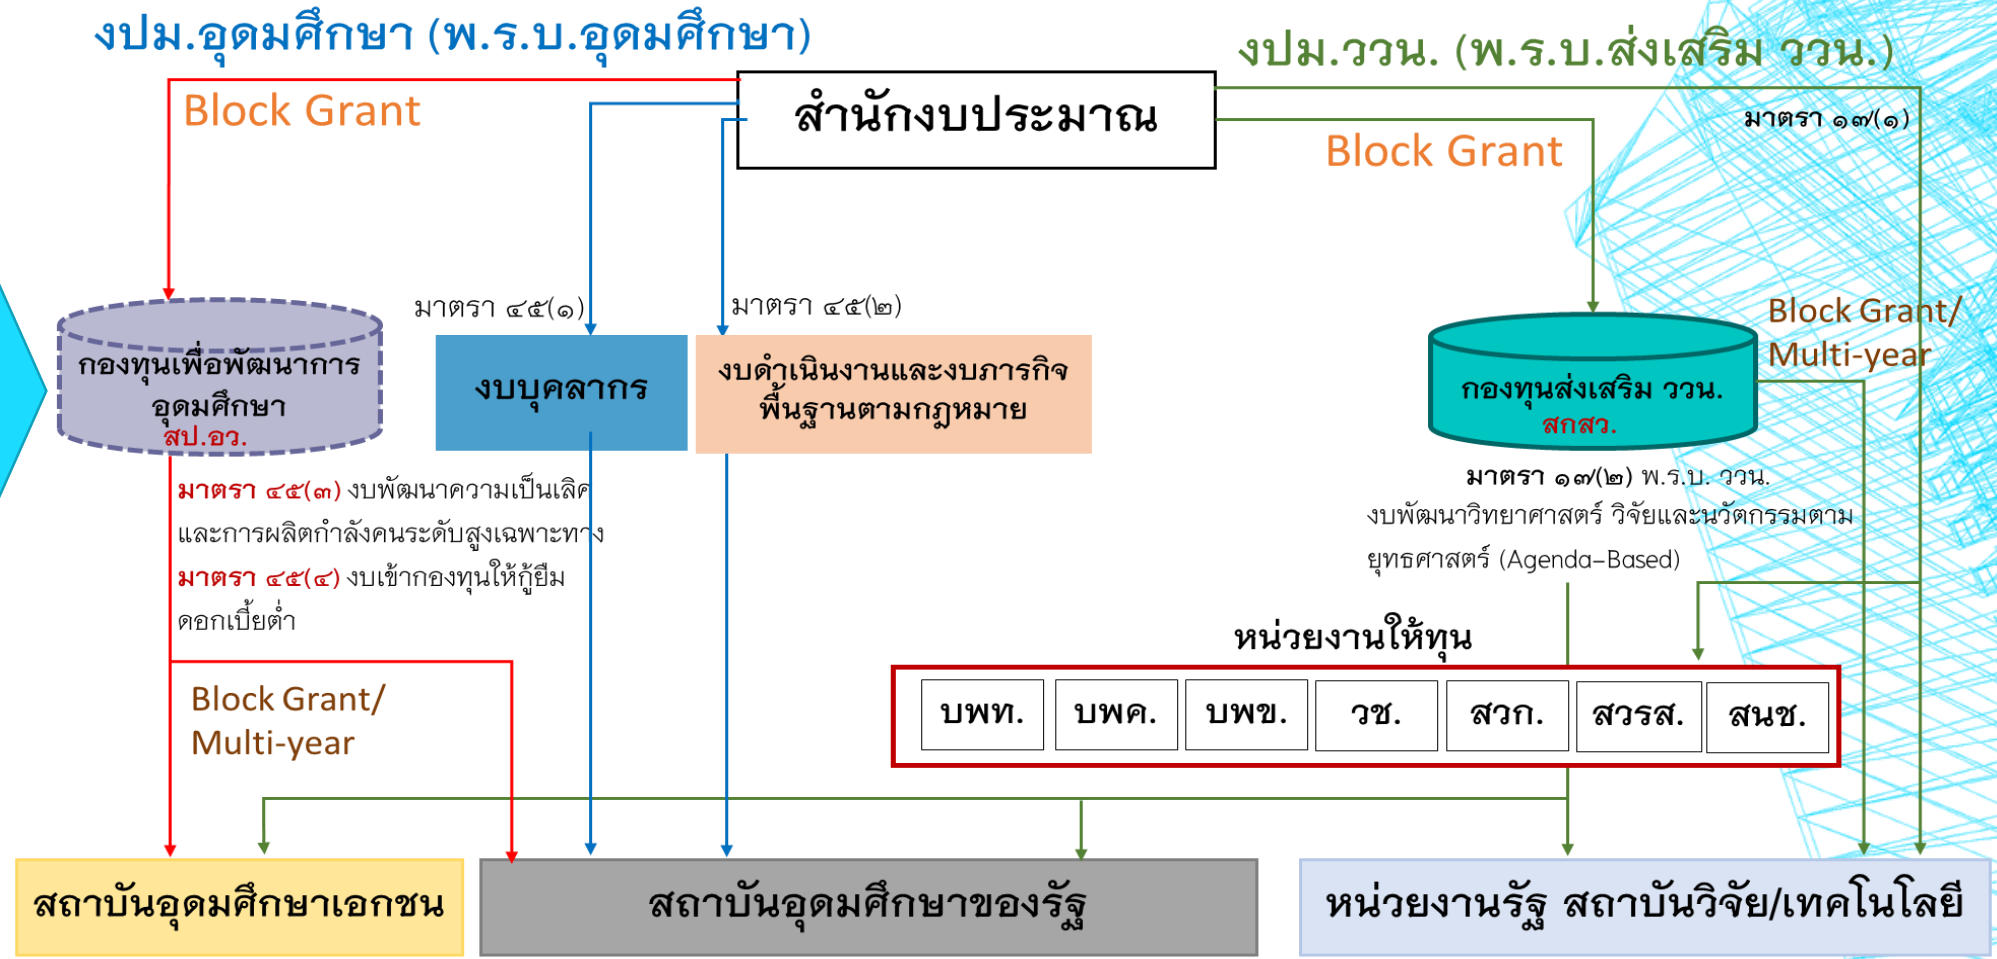 งปม.อุดมศึกษา (พ.ร.บ.อุดมศึกษา)
งปม.ววน. (พ.ร.บ.ส่งเสริม ววน.)
สำนักงบประมาณ
Block Grant
Block Grant
มาตรา ๑๗(๑)
มาตรา ๔๕(๑)
มาตรา ๔๕(๒)
Block Grant/
Multi-year
กองทุนเพื่อพัฒนาการ
อุดมศึกษา
สป.อว.
งบบุคลากร
งบดำเนินงานและงบภารกิจ
พื้นฐานตามกฎหมาย
กองทุนส่งเสริม ววน.
สกสว.
มาตรา ๔๕(๓) งบพัฒนาความเป็นเลิศ
และการผลิตกำลังคนระดับสูงเฉพาะทาง
มาตรา ๔๕(๔) งบเข้ากองทุนให้กู้ยืม
ดอกเบี้ยต่ำ
มาตรา ๑๗(๒) พ.ร.บ. ววน.
งบพัฒนาวิทยาศาสตร์ วิจัยและนวัตกรรมตาม
ยุทธศาสตร์ (Agenda-Based)
หน่วยงานให้ทุน
Block Grant/
Multi-year
บพท. บพค. บพข. วช. สวก. สวรส. สนช.
สถาบันอุดมศึกษาเอกชน
สถาบันอุดมศึกษาของรัฐ
หน่วยงานรัฐ สถาบันวิจัย/เทคโนโลยี